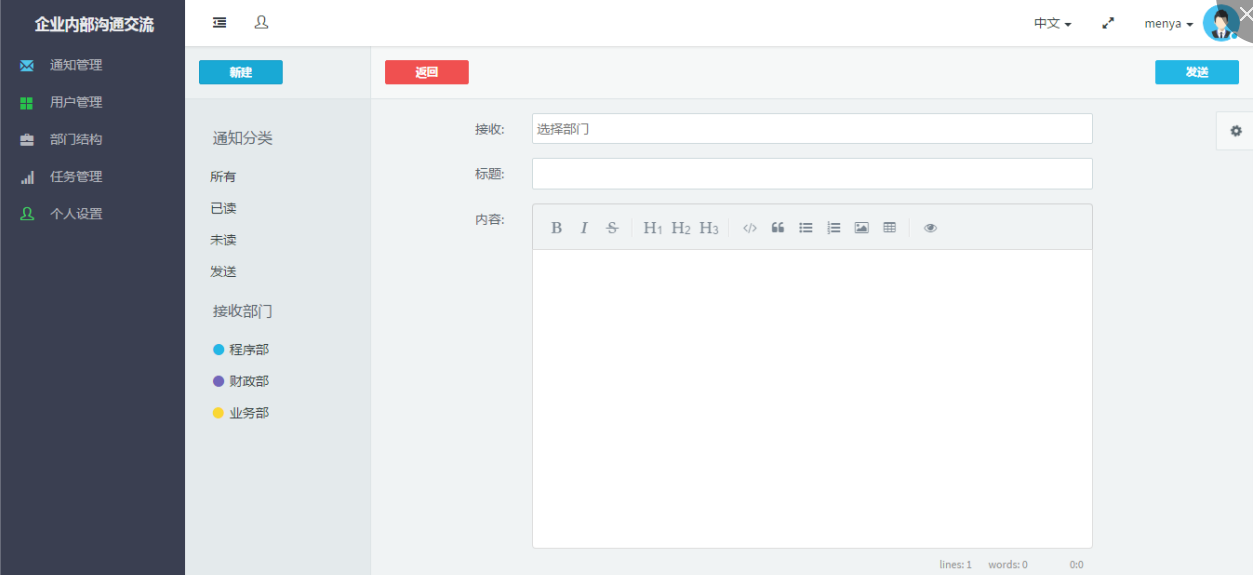 企业内部沟通交流
通知管理
用户管理
部门结构
任务管理
个人设置
中文
menya
新建
返回
发送
通知分类
所有
已读
未读
发送
接收部门
程序部
财政部
业务部
接收:
选择部门
标题:
内容:
B I S H1 H2 H3
lines: 1 words: 0 0:0